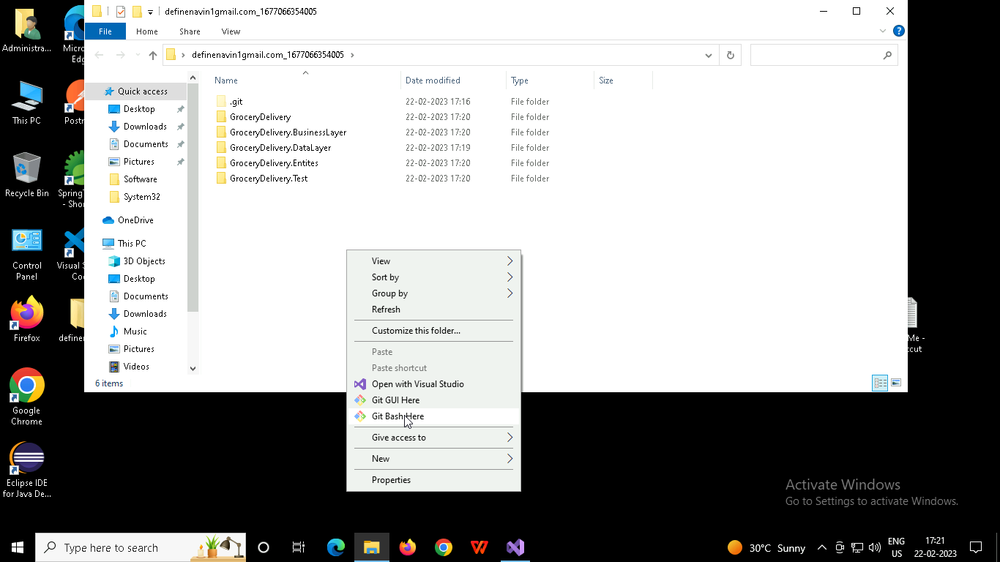 definenavin1gmail.com_1677066354005
File Home Share View
definenavin1gmail.com_1677066354005
Name Date modified Type Size
Quick access
Desktop
Downloads
Documents
Pictures
Software
System32
OneDrive
This PC
3D Objects
Desktop
Documents
Downloads
Music
Pictures
Videos
.git 22-02-2023 17:16 File folder
GroceryDelivery 22-02-2023 17:20 File folder
GroceryDelivery.BusinessLayer 22-02-2023 17:20 File folder
GroceryDelivery.DataLayer 22-02-2023 17:19 File folder
GroceryDelivery.Entites 22-02-2023 17:20 File folder
GroceryDelivery.Test 22-02-2023 17:20 File folder
6 items
View
Sort by
Group by
Refresh
Customize this folder...
Paste
Paste shortcut
Open with Visual Studio
Git GUI Here
Git Bash Here
Give access to
New
Properties
Administra...
This PC
Recycle Bin
Control
Panel
Firefox
Google
Chrome
Eclipse IDE
for Java De...
Micro
Edg
Postr
SpringT
- Sho
Visual S
Co
define
Me -
cut
Activate Windows
Go to Settings to activate Windows.
Type here to search
30°C Sunny
ENG
US
17:21
22-02-2023